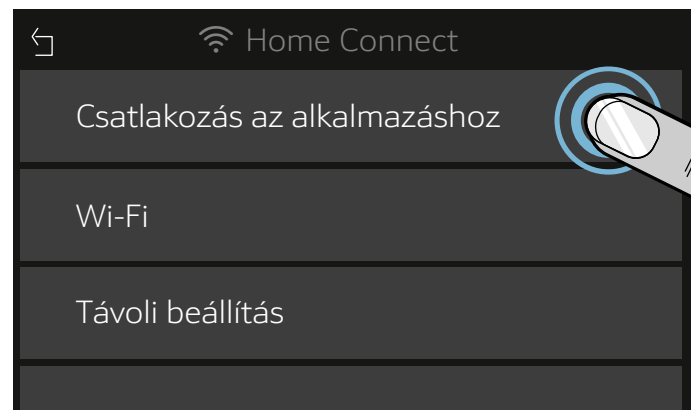 Home Connect
Csatlakozás az alkalmazáshoz
Wi-Fi
Távoli beállítás